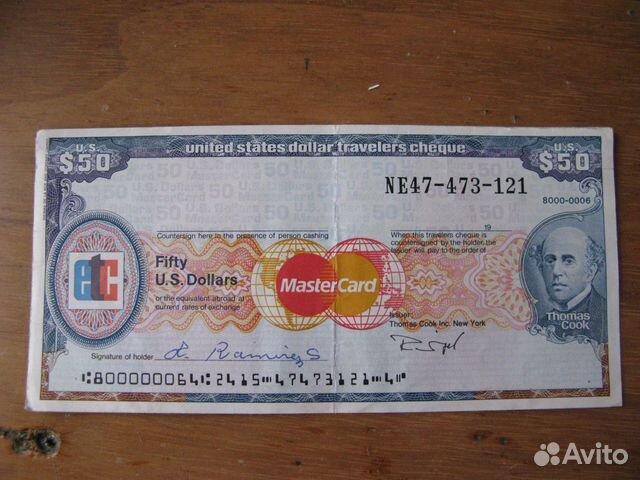 U.S. $50
united states dollar travelers cheque
U.S. $50
NE47-473-121
8000-0006
Countersign here in the presence of person cashing
19
When this travelers cheque is
countersigned by the holder, the
issuer will pay to the order of
Fifty
U.S. Dollars
or the equivalent abroad at
current rates of exchange
etc
MasterCard
Issuer:
Thomas Cook Inc. New York
Thomas
Cook
Signature of holder
Ramirez S
⑆800000064⑆2415⑉47473121⑉4⑈
Avito